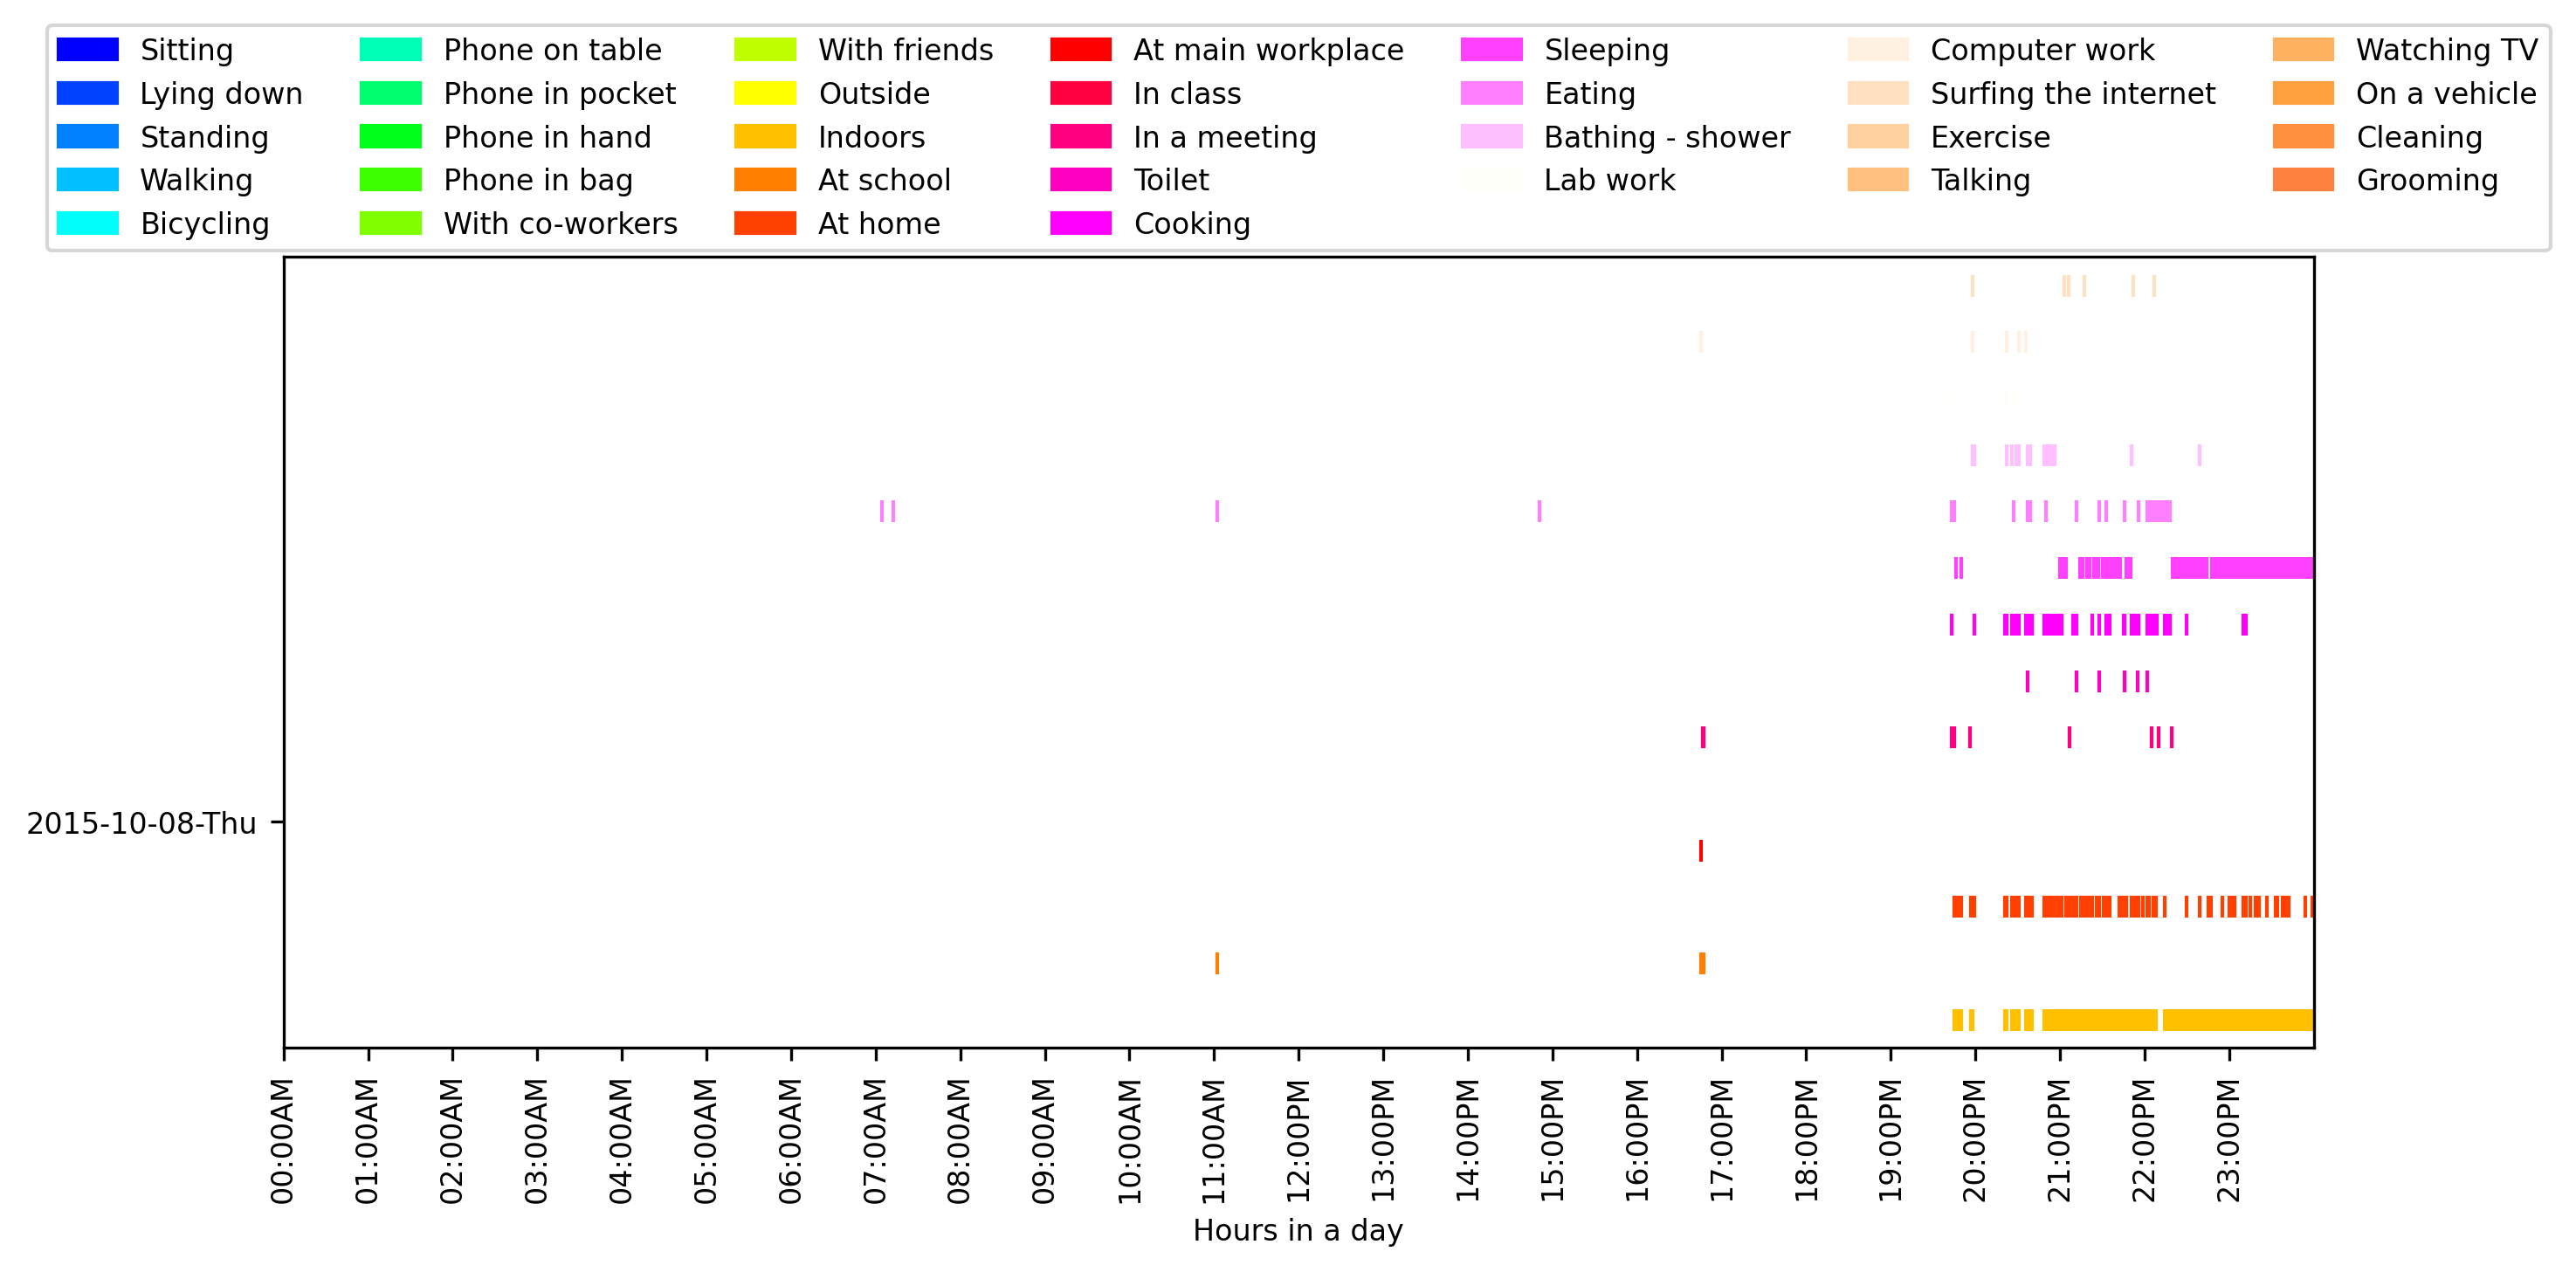 Sitting
Lying down
Standing
Walking
Bicycling
Phone on table
Phone in pocket
Phone in hand
Phone in bag
With co-workers
With friends
Outside
Indoors
At school
At home
At main workplace
In class
In a meeting
Toilet
Cooking
Sleeping
Eating
Bathing - shower
Lab work
Computer work
Surfing the internet
Exercise
Talking
Watching TV
On a vehicle
Cleaning
Grooming
2015-10-08-Thu
00:00AM
01:00AM
02:00AM
03:00AM
04:00AM
05:00AM
06:00AM
07:00AM
08:00AM
09:00AM
10:00AM
11:00AM
12:00PM
13:00PM
14:00PM
15:00PM
16:00PM
17:00PM
18:00PM
19:00PM
20:00PM
21:00PM
22:00PM
23:00PM
Hours in a day